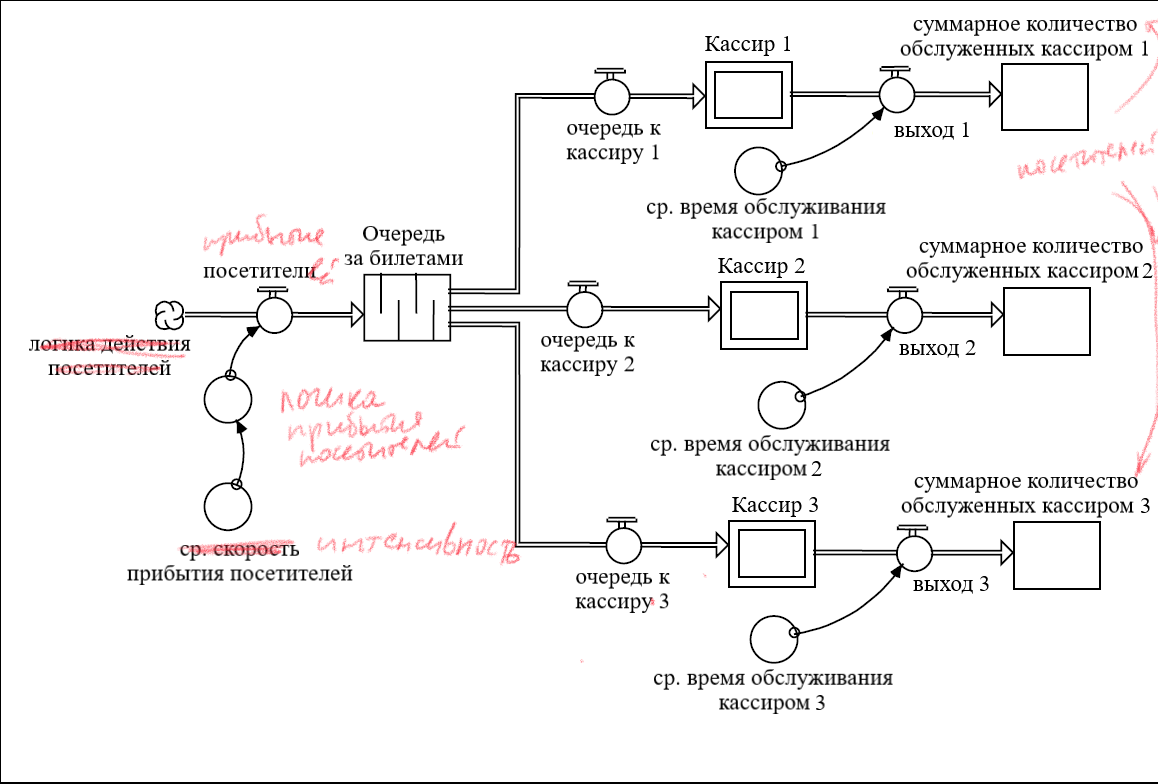 суммарное количество
обслуженных кассиром 1
Кассир 1
очередь к
кассиру 1
выход 1
посетителей
ср. время обслуживания
кассиром 1
прибытие
посетители
ей
Очередь
за билетами
логика действия
посетителей
логика
прибытия
посетителей
ср. скорость
интенсивность
прибытия посетителей
суммарное количество
обслуженных кассиром 2
Кассир 2
очередь к
кассиру 2
выход 2
ср. время обслуживания
кассиром 2
суммарное количество
обслуженных кассиром 3
Кассир 3
очередь к
кассиру 3
выход 3
ср. время обслуживания
кассиром 3